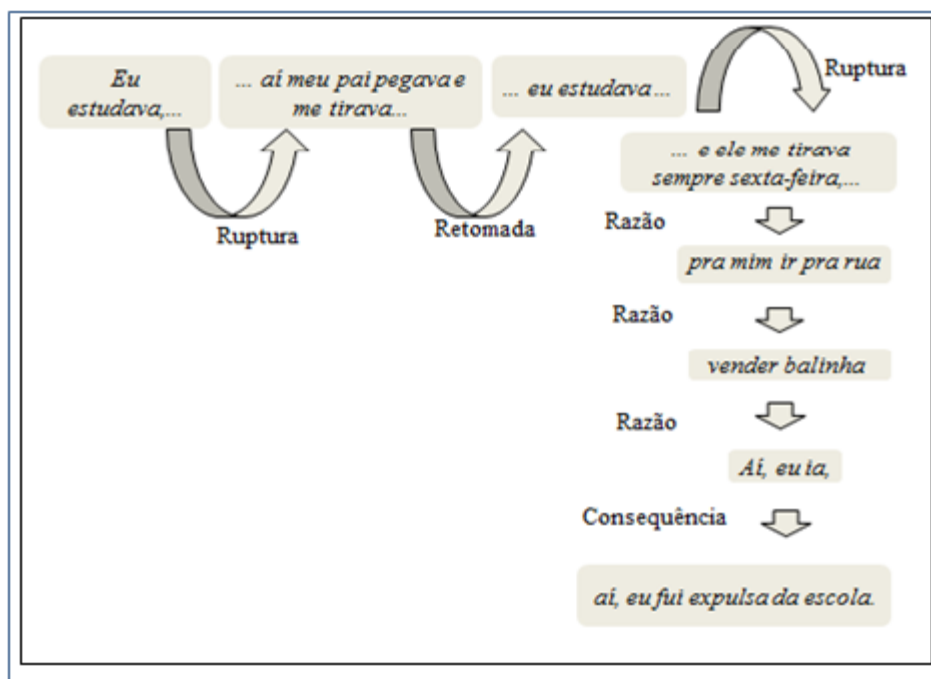 Eu
estudava,...
... aí meu pai pegava e
me tirava...
... eu estudava ...
Ruptura
Ruptura
Retomada
... e ele me tirava
sempre sexta-feira,...
Razão
pra mim ir pra rua
Razão
vender balinha
Razão
Aí, eu ia,
Consequência
aí, eu fui expulsa da escola.